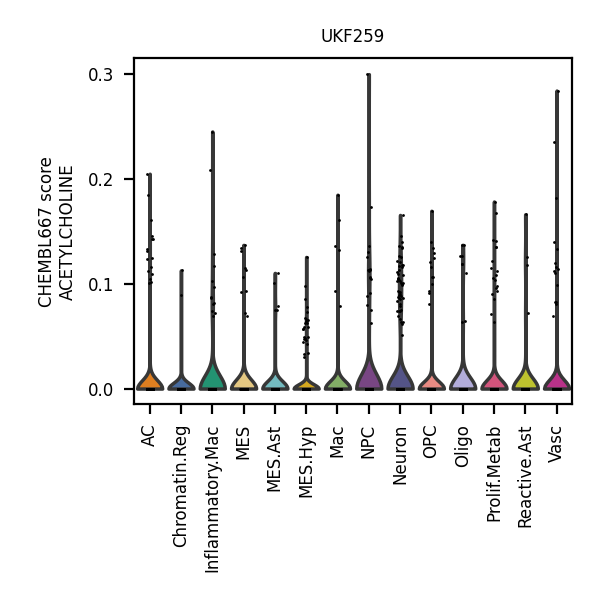 UKF259
CHEMBL667 score
ACETYLCHOLINE
0.3
0.2
0.1
0.0
AC
Chromatin.Reg
Inflammatory.Mac
MES
MES.Ast
MES.Hyp
Mac
NPC
Neuron
OPC
Oligo
Prolif.Metab
Reactive.Ast
Vasc